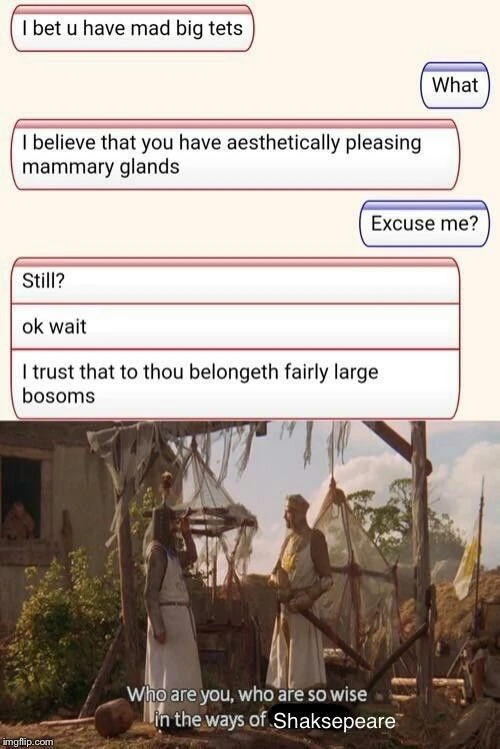 I bet u have mad big tets
What
I believe that you have aesthetically pleasing
mammary glands
Excuse me?
Still?
ok wait
I trust that to thou belongeth fairly large
bosoms
Who are you, who are so wise
in the ways of Shaksepeare
imgflip.com